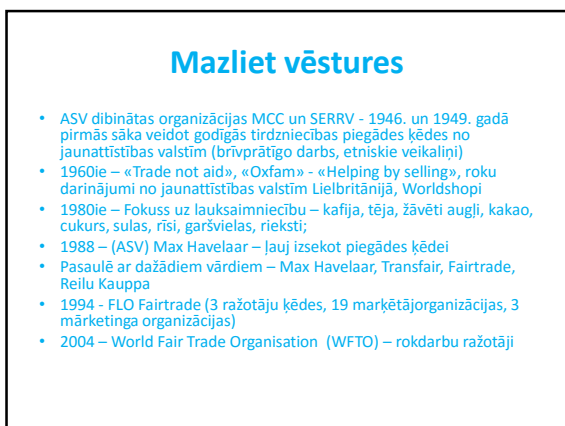 Mazliet vēstures
• ASV dibinātas organizācijas MCC un SERRV - 1946. un 1949. gadā
pirmās sāka veidot godīgās tirdzniecības piegādes ķēdes no
jaunattīstības valstīm (brīvprātīgo darbs, etniskie veikaliņi)
• 1960ie – «Trade not aid», «Oxfam» - «Helping by selling», roku
darinājumi no jaunattīstības valstīm Lielbritānijā, Worldshopi
• 1980ie – Fokuss uz lauksaimniecību – kafija, tēja, žāvēti augļi, kakao,
cukurs, sulas, rīsi, garšvielas, rieksti;
• 1988 – (ASV) Max Havelaar – ļauj izsekot piegādes ķēdei
• Pasaulē ar dažādiem vārdiem – Max Havelaar, Transfair, Fairtrade,
Reilu Kauppa
• 1994 - FLO Fairtrade (3 ražotāju ķēdes, 19 marķētājorganizācijas, 3
mārketinga organizācijas)
• 2004 – World Fair Trade Organisation (WFTO) – rokdarbu ražotāji